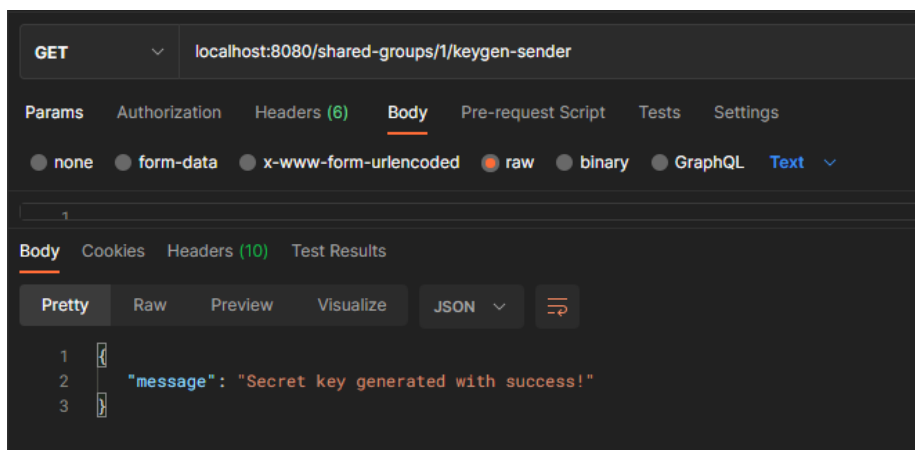 GET localhost:8080/shared-groups/1/keygen-sender
Params Authorization Headers (6) Body Pre-request Script Tests Settings
none form-data x-www-form-urlencoded raw binary GraphQL Text
1
Body Cookies Headers (10) Test Results
Pretty Raw Preview Visualize JSON
1 {
2 "message": "Secret key generated with success!"
3 }